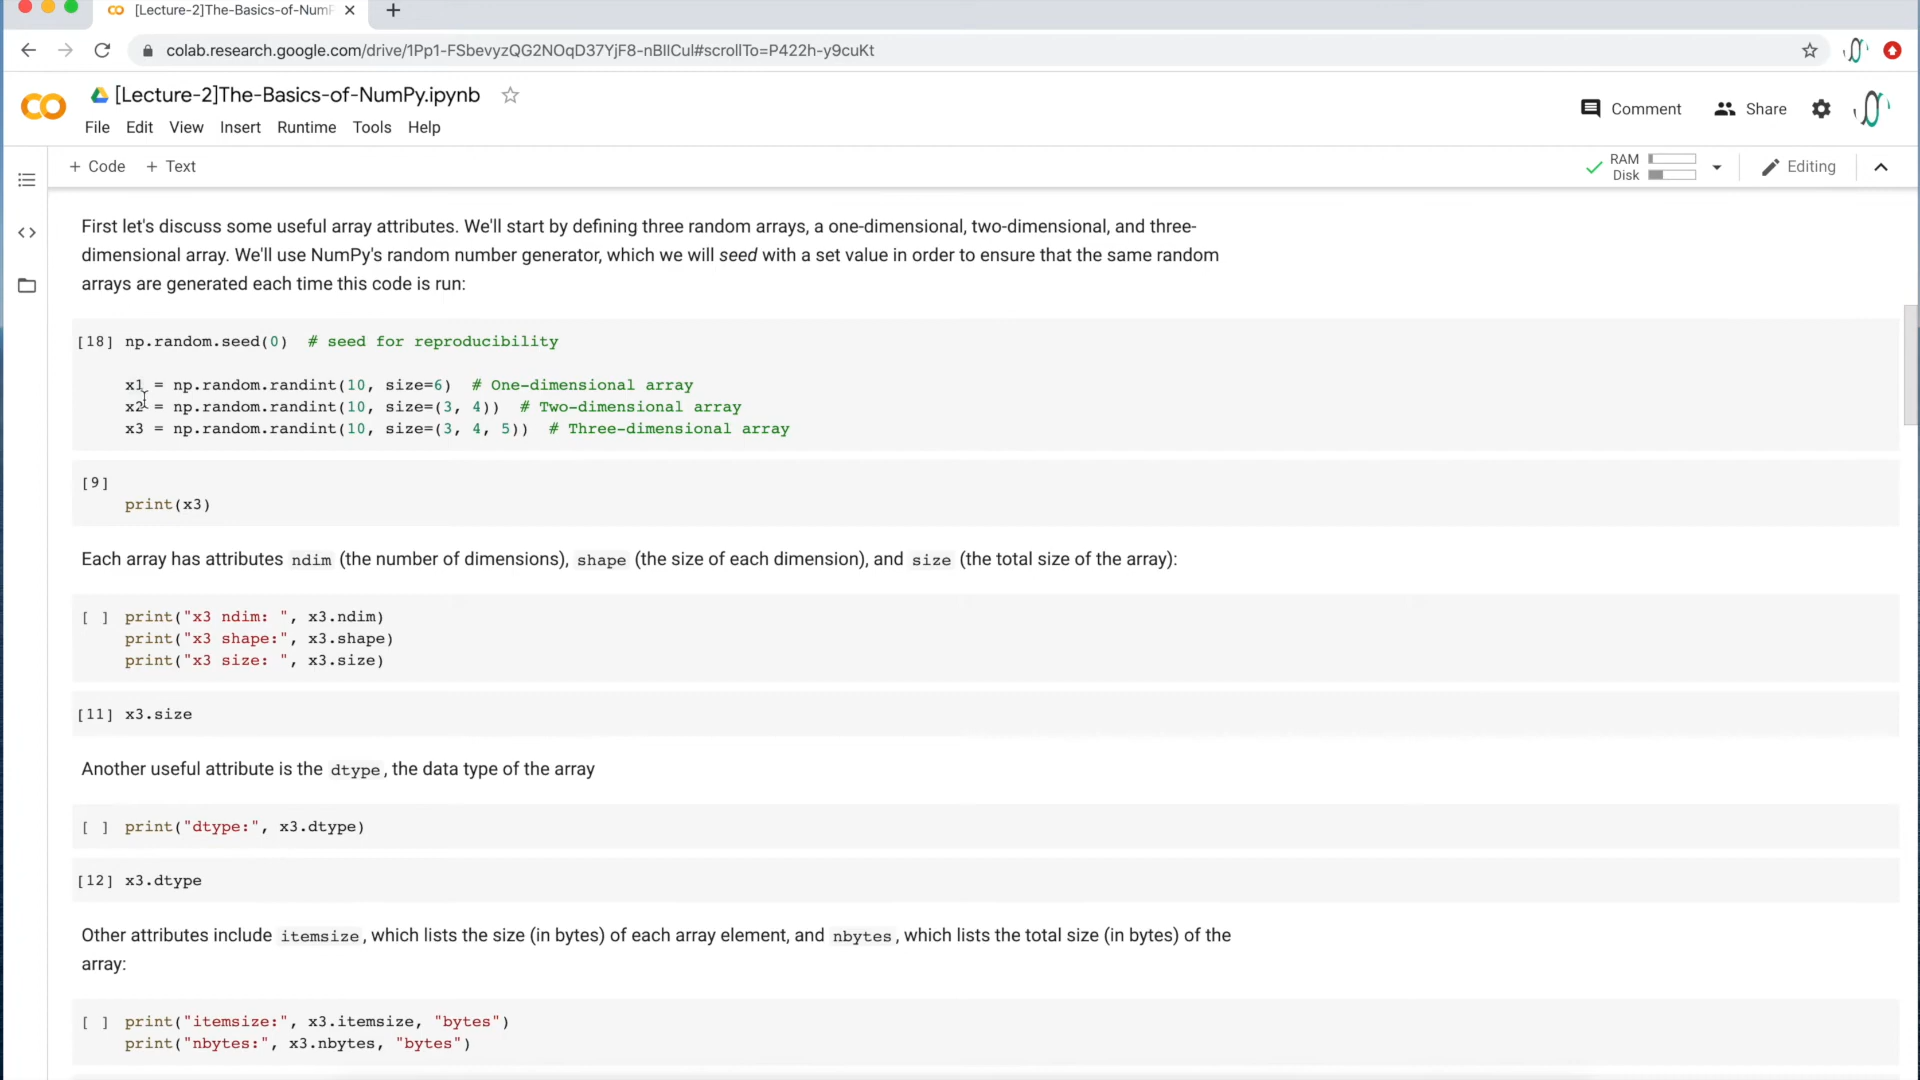 [Lecture-2]The-Basics-of-NumP
colab.research.google.com/drive/1Pp1-FSbevyzQG2NOqD37YjF8-nBllCul#scrollTo=P422h-y9cuKt
[Lecture-2]The-Basics-of-NumPy.ipynb
Comment Share
File Edit View Insert Runtime Tools Help
+ Code + Text
RAM
Disk
Editing
First let's discuss some useful array attributes. We'll start by defining three random arrays, a one-dimensional, two-dimensional, and three-
dimensional array. We'll use NumPy's random number generator, which we will seed with a set value in order to ensure that the same random
arrays are generated each time this code is run:
[18] np.random.seed(0)  # seed for reproducibility
x1 = np.random.randint(10, size=6)  # One-dimensional array
x2 = np.random.randint(10, size=(3, 4))  # Two-dimensional array
x3 = np.random.randint(10, size=(3, 4, 5))  # Three-dimensional array
[9]
print(x3)
Each array has attributes ndim (the number of dimensions), shape (the size of each dimension), and size (the total size of the array):
[ ] print("x3 ndim: ", x3.ndim)
print("x3 shape:", x3.shape)
print("x3 size: ", x3.size)
[11] x3.size
Another useful attribute is the dtype, the data type of the array
[ ] print("dtype:", x3.dtype)
[12] x3.dtype
Other attributes include itemsize, which lists the size (in bytes) of each array element, and nbytes, which lists the total size (in bytes) of the
array:
[ ] print("itemsize:", x3.itemsize, "bytes")
print("nbytes:", x3.nbytes, "bytes")